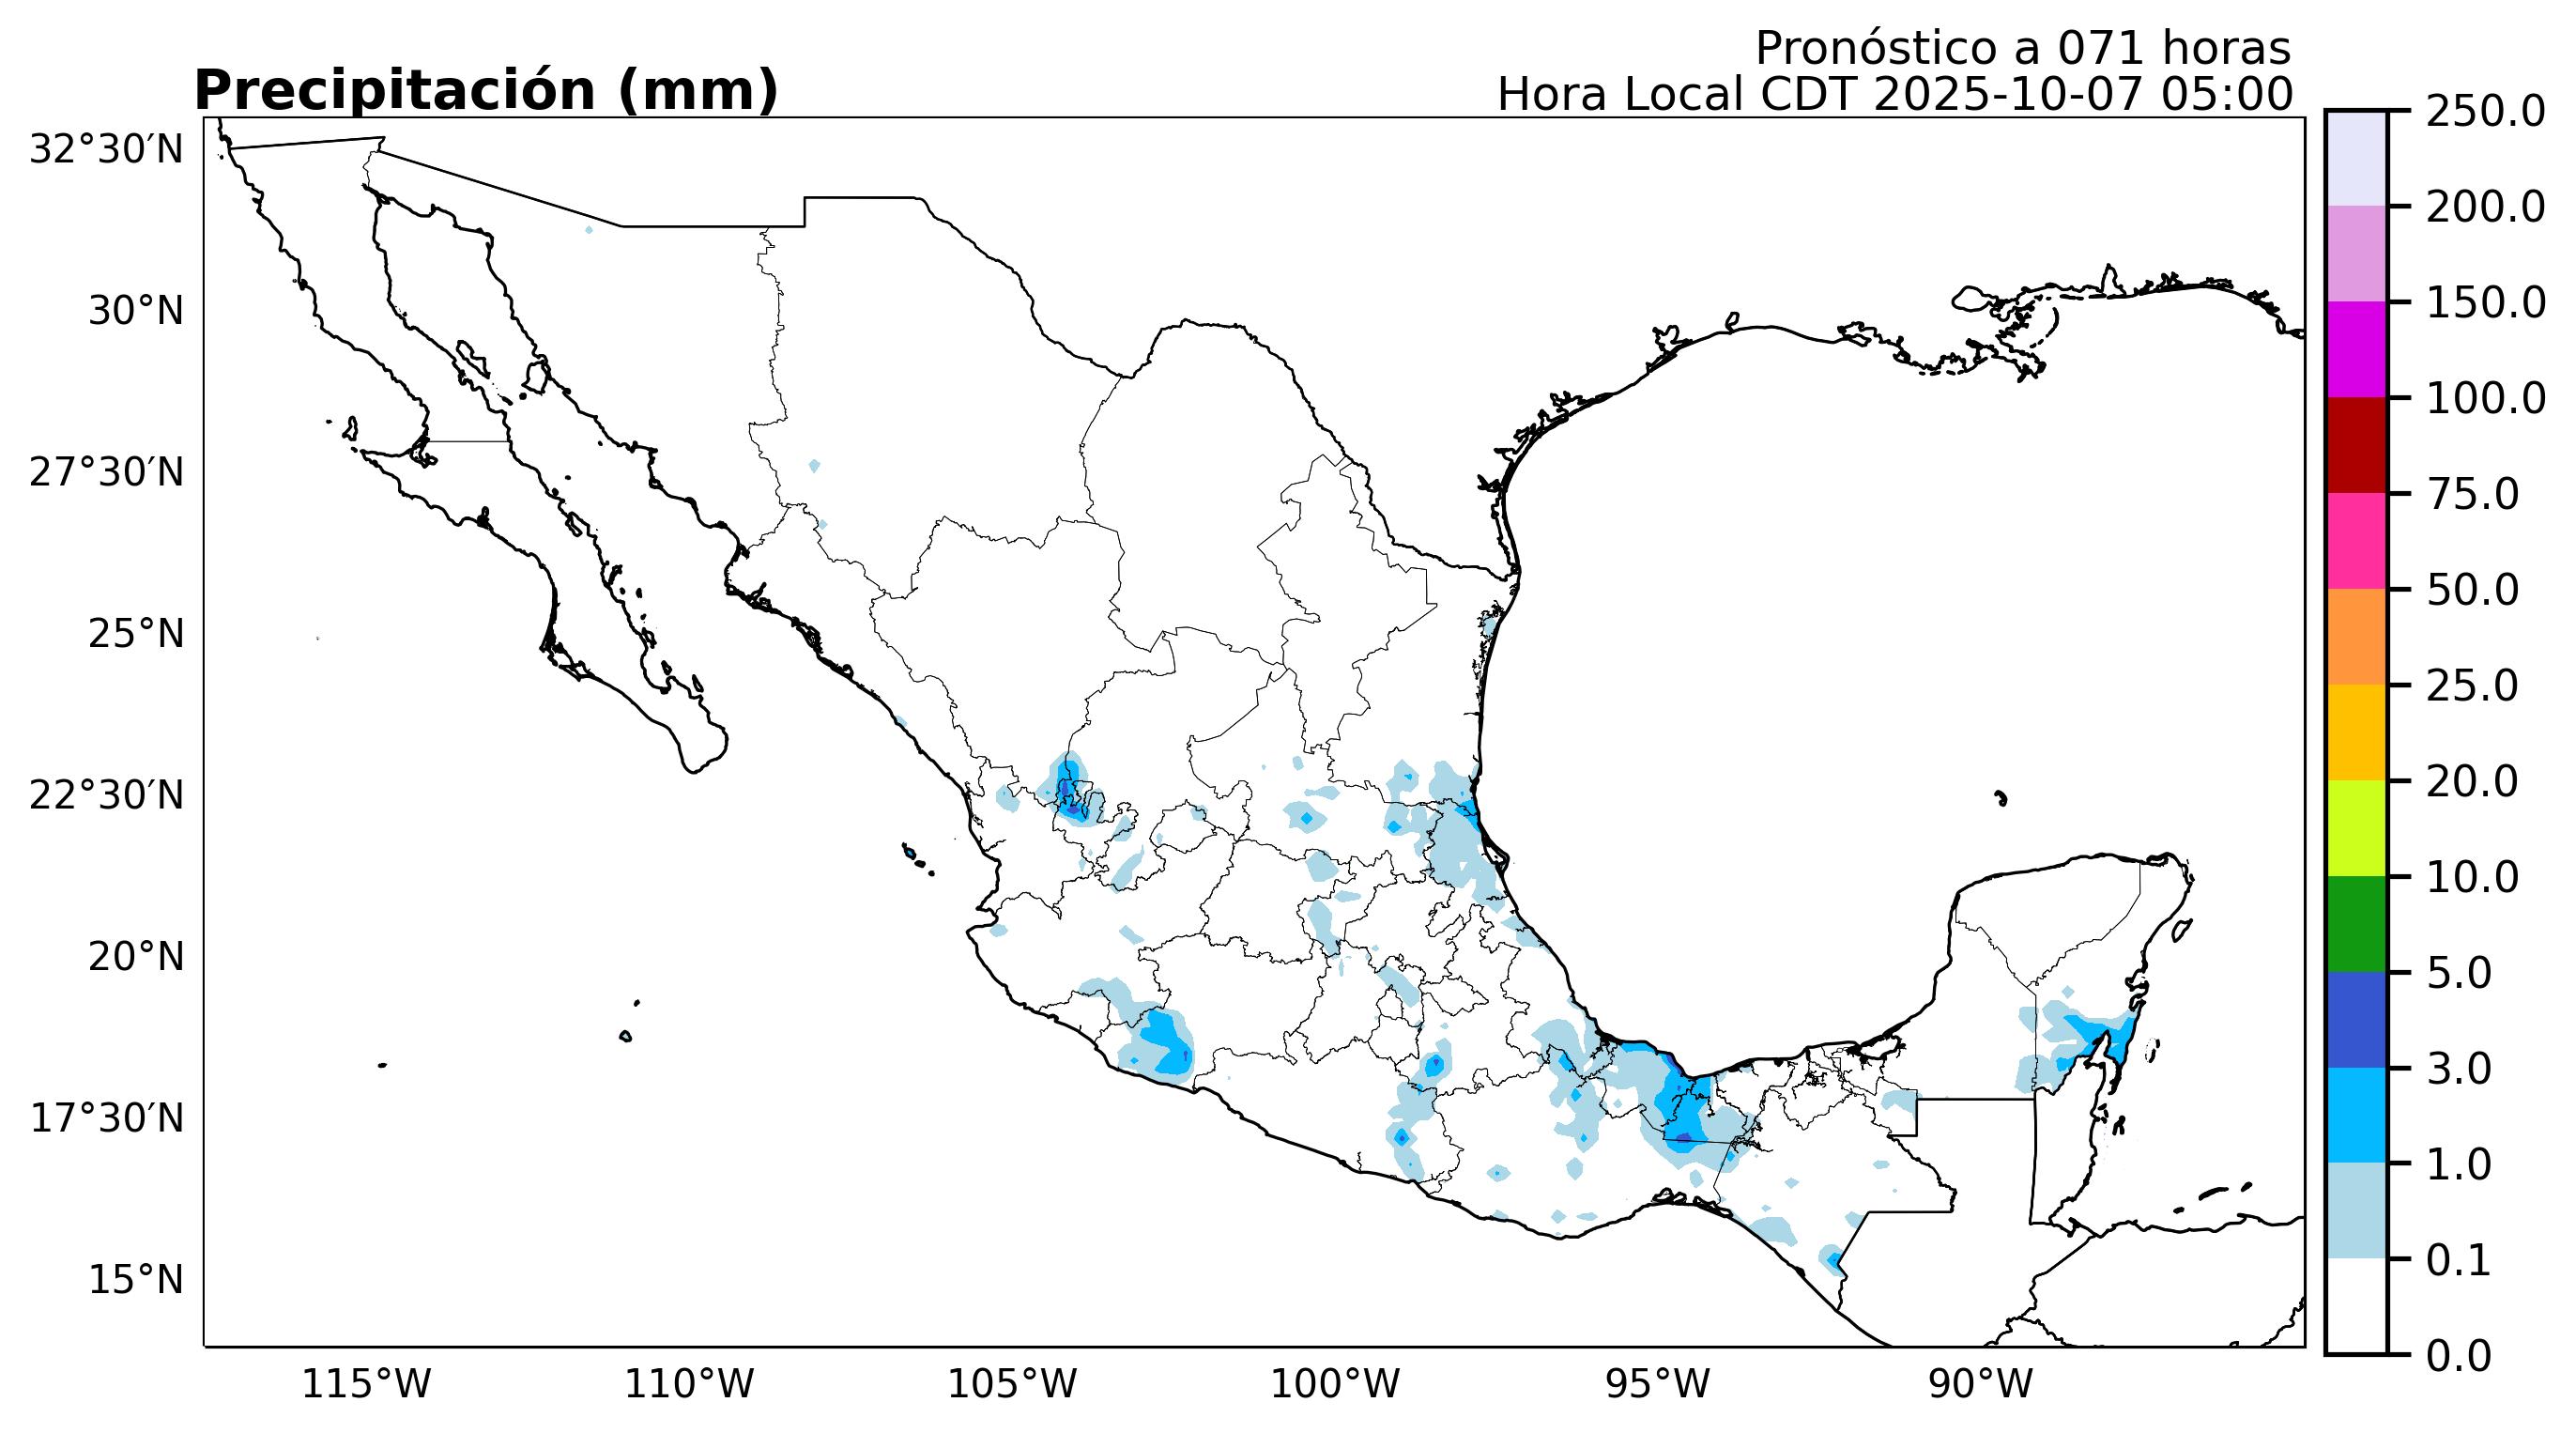 Pronóstico a 071 horas
Precipitación (mm)
Hora Local CDT 2025-10-07 05:00
32°30′N
30°N
27°30′N
25°N
22°30′N
20°N
17°30′N
15°N
115°W
110°W
105°W
100°W
95°W
90°W
250.0
200.0
150.0
100.0
75.0
50.0
25.0
20.0
10.0
5.0
3.0
1.0
0.1
0.0